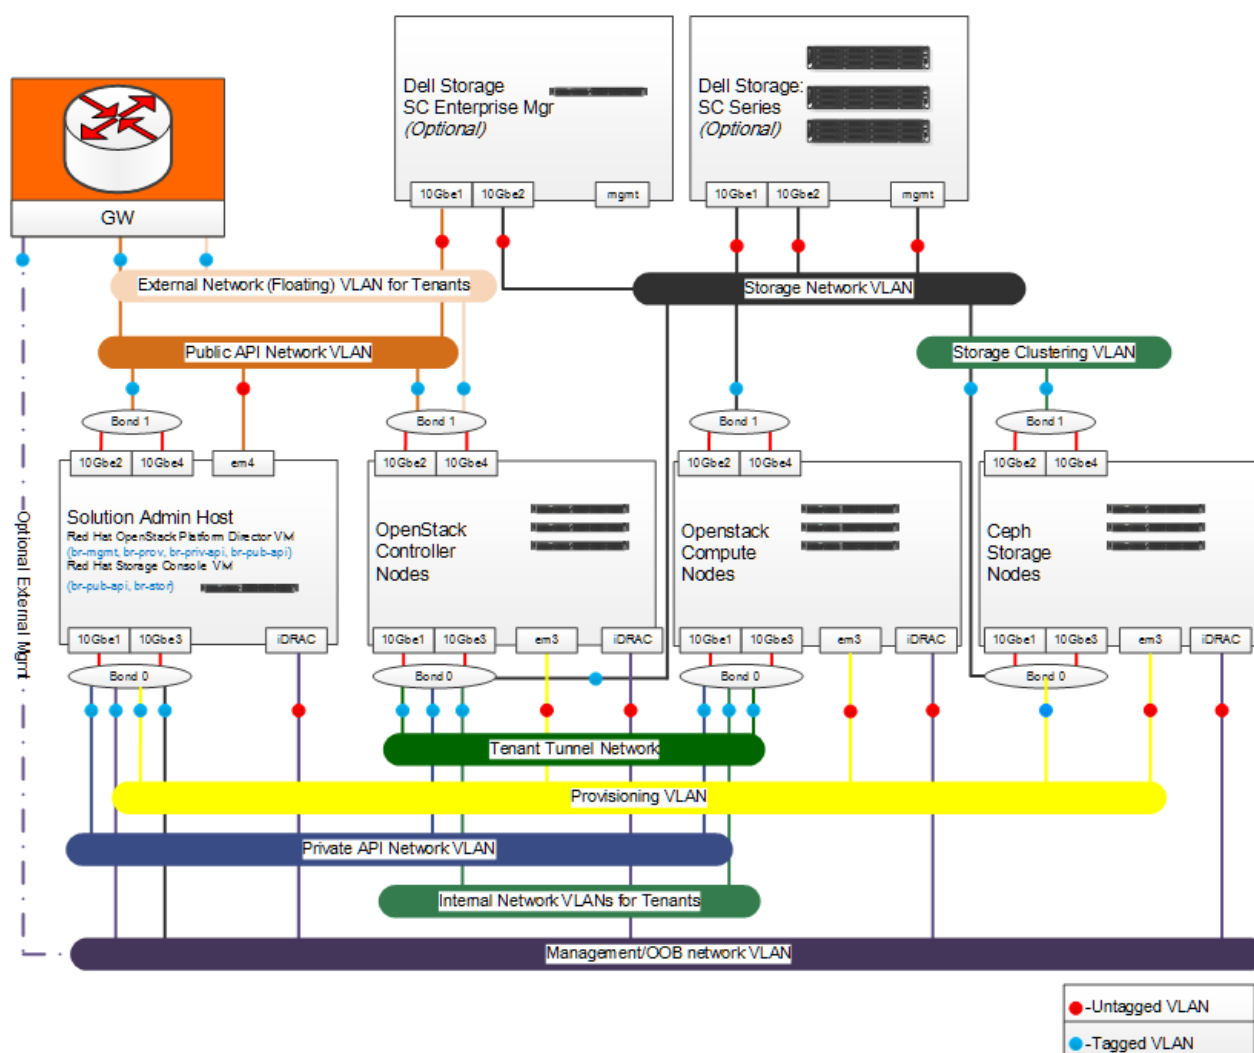 Dell Storage
SC Enterprise Mgr
(Optional)
10Gbe1
10Gbe2
mgmt
Dell Storage:
SC Series
(Optional)
10Gbe1
10Gbe2
mgmt
GW
External Network (Floating) VLAN for Tenants
Storage Network VLAN
Public API Network VLAN
Storage Clustering VLAN
Bond 1
Bond 1
Bond 1
Bond 1
10Gbe2
10Gbe4
em4
10Gbe2
10Gbe4
10Gbe2
10Gbe4
10Gbe2
10Gbe4
Solution Admin Host
Red Hat OpenStack Platform Director VM
(br-mgmt, br-prov, br-priv-api, br-pub-api)
Red Hat Storage Console VM
(br-pub-api, br-stor)
OpenStack
Controller
Nodes
Openstack
Compute
Nodes
Ceph
Storage
Nodes
Optional External Mgmt
10Gbe1
10Gbe3
iDRAC
10Gbe1
10Gbe3
em3
iDRAC
10Gbe1
10Gbe3
em3
iDRAC
10Gbe1
10Gbe3
em3
iDRAC
Bond 0
Bond 0
Bond 0
Bond 0
Tenant Tunnel Network
Provisioning VLAN
Private API Network VLAN
Internal Network VLANs for Tenants
Management/OOB network VLAN
-Untagged VLAN
-Tagged VLAN